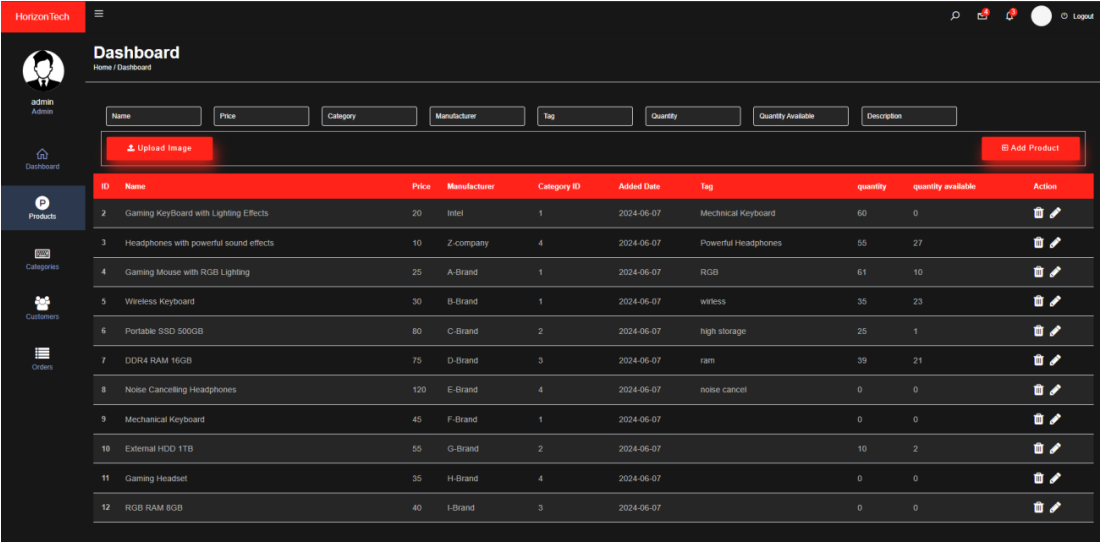 HorizonTech
4 3 Logout
Dashboard
Home / Dashboard
admin
Admin
Dashboard
Products
Categories
Customers
Orders
Name Price Category Manufacturer Tag Quantity Quantity Available Description
Upload Image Add Product
ID Name Price Manufacturer Category ID Added Date Tag quantity quantity available Action
2 Gaming KeyBoard with Lighting Effects 20 Intel 1 2024-06-07 Mechnical Keyboard 60 0
3 Headphones with powerful sound effects 10 Z-company 4 2024-06-07 Powerful Headphones 55 27
4 Gaming Mouse with RGB Lighting 25 A-Brand 1 2024-06-07 RGB 61 10
5 Wireless Keyboard 30 B-Brand 1 2024-06-07 wirless 35 23
6 Portable SSD 500GB 80 C-Brand 2 2024-06-07 high storage 25 1
7 DDR4 RAM 16GB 75 D-Brand 3 2024-06-07 ram 39 21
8 Noise Cancelling Headphones 120 E-Brand 4 2024-06-07 noise cancel 0 0
9 Mechanical Keyboard 45 F-Brand 1 2024-06-07 0 0
10 External HDD 1TB 55 G-Brand 2 2024-06-07 10 2
11 Gaming Headset 35 H-Brand 4 2024-06-07 0 0
12 RGB RAM 8GB 40 I-Brand 3 2024-06-07 0 0